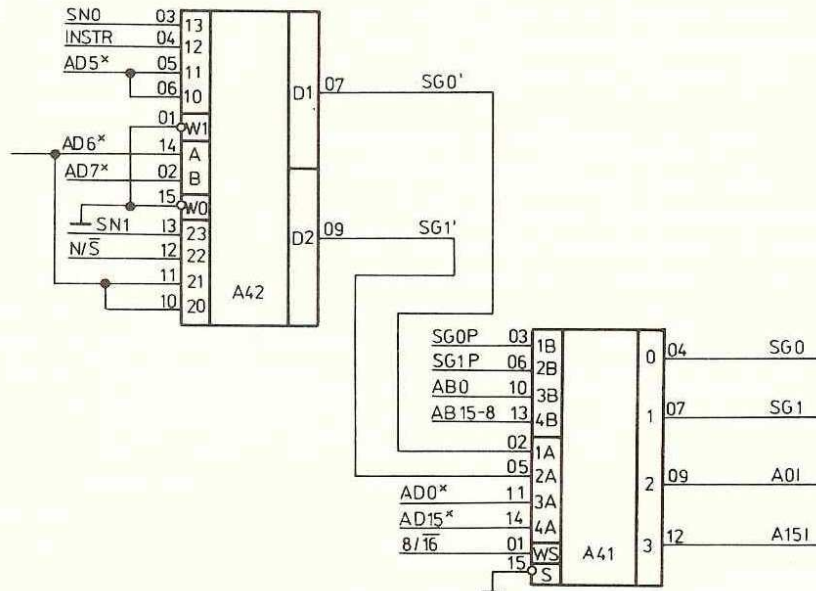 SN0 03 13
INSTR 04 12
AD5* 05 11
06 10
01 W1
AD6* 14 A
AD7* 02 B
15 W0
SN1 13 23
N/S̅ 12 22
11 21
10 20
A42
D1 07 SG0'
D2 09 SG1'
SG0P 03 1B
SG1P 06 2B
AB0 10 3B
AB15-8 13 4B
02 1A
05 2A
AD0* 11 3A
AD15* 14 4A
8/1̅6̅ 01 WS
15 S
A41
0 04 SG0
1 07 SG1
2 09 A0I
3 12 A15I